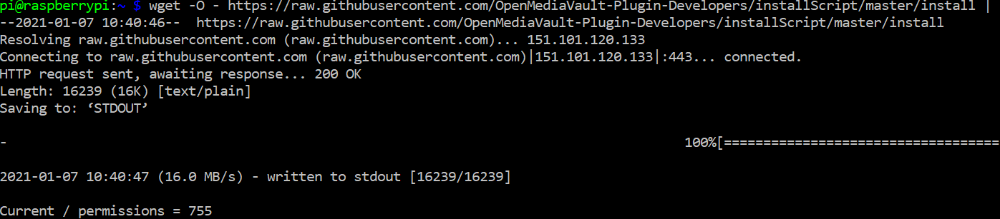 pi@raspberrypi:~ $ wget -O - https://raw.githubusercontent.com/OpenMediaVault-Plugin-Developers/installScript/master/install |
--2021-01-07 10:40:46--  https://raw.githubusercontent.com/OpenMediaVault-Plugin-Developers/installScript/master/install
Resolving raw.githubusercontent.com (raw.githubusercontent.com)... 151.101.120.133
Connecting to raw.githubusercontent.com (raw.githubusercontent.com)|151.101.120.133|:443... connected.
HTTP request sent, awaiting response... 200 OK
Length: 16239 (16K) [text/plain]
Saving to: ‘STDOUT’
- 100%[===================================
2021-01-07 10:40:47 (16.0 MB/s) - written to stdout [16239/16239]
Current / permissions = 755